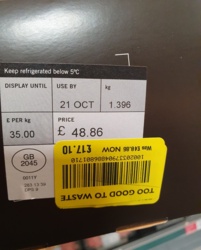 Keep refrigerated below 5°C
DISPLAY UNTIL
USE BY
kg
21 OCT
1.396
£ PER kg
PRICE
35.00
£ 48.86
GB
2045
Was £48.86 NOW
£17.10
TOO GOOD TO WASTE